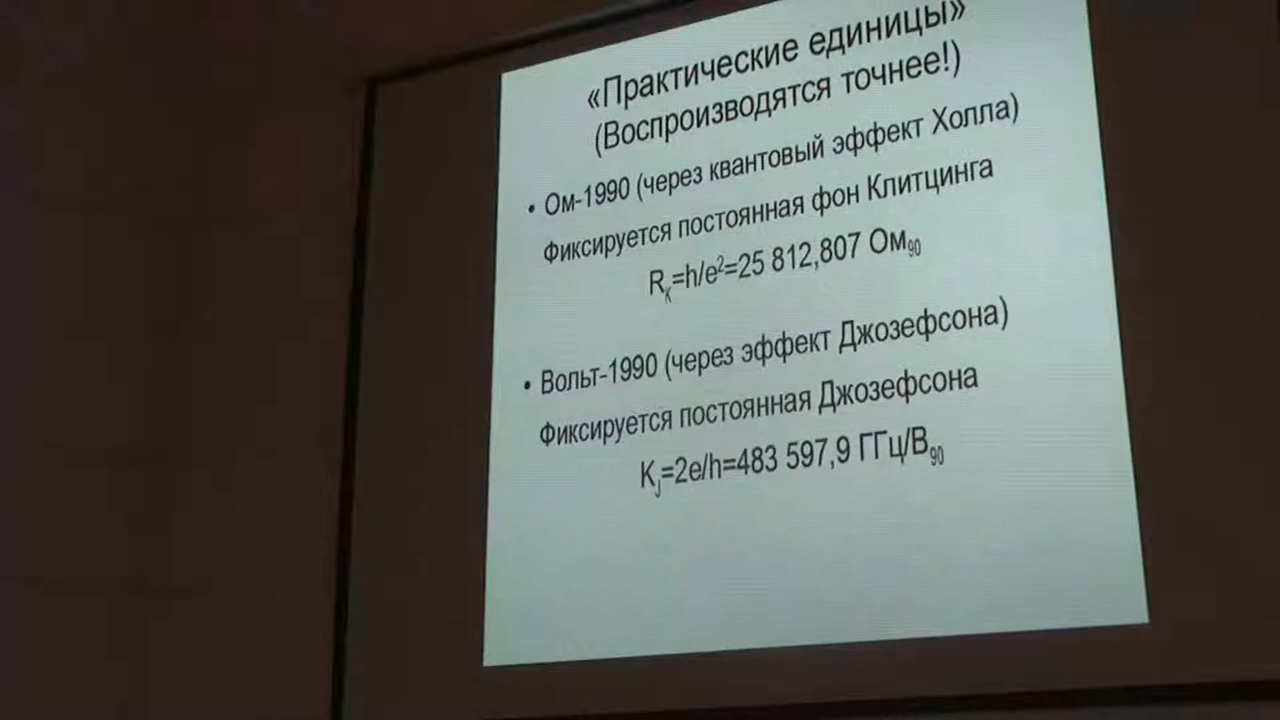 «Практические единицы»
(Воспроизводятся точнее!)
• Ом-1990 (через квантовый эффект Холла)
Фиксируется постоянная фон Клитцинга
R_K=h/e²=25 812,807 Ом₉₀
• Вольт-1990 (через эффект Джозефсона)
Фиксируется постоянная Джозефсона
K_J=2e/h=483 597,9 ГГц/В₉₀